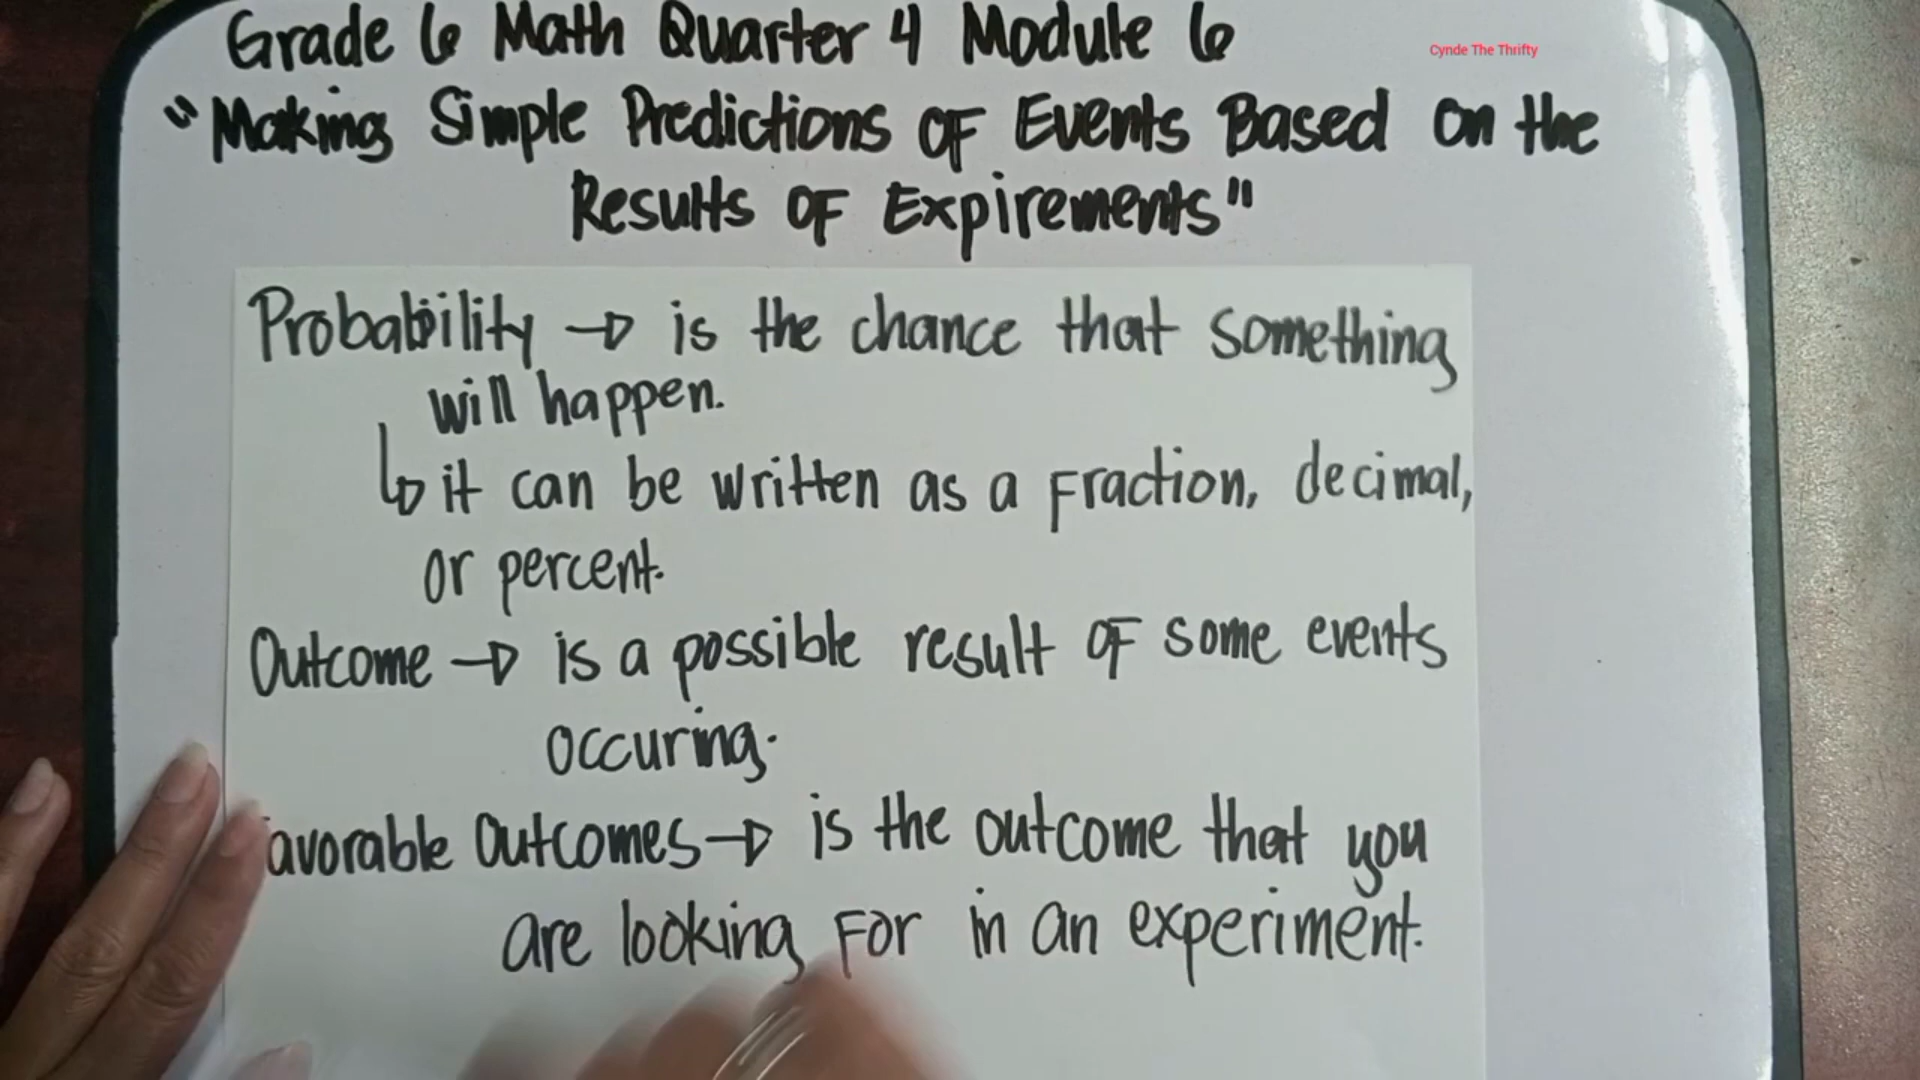 Grade 6 Math Quarter 4 Module 6
Cynde The Thrifty
"Making Simple Predictions OF Events Based on the
Results OF Expirements"
Probability → is the chance that something
will happen.
↳ it can be written as a Fraction, decimal,
or percent.
Outcome → is a possible result OF some events
occuring.
avorable Outcomes → is the outcome that you
are looking For in an experiment.